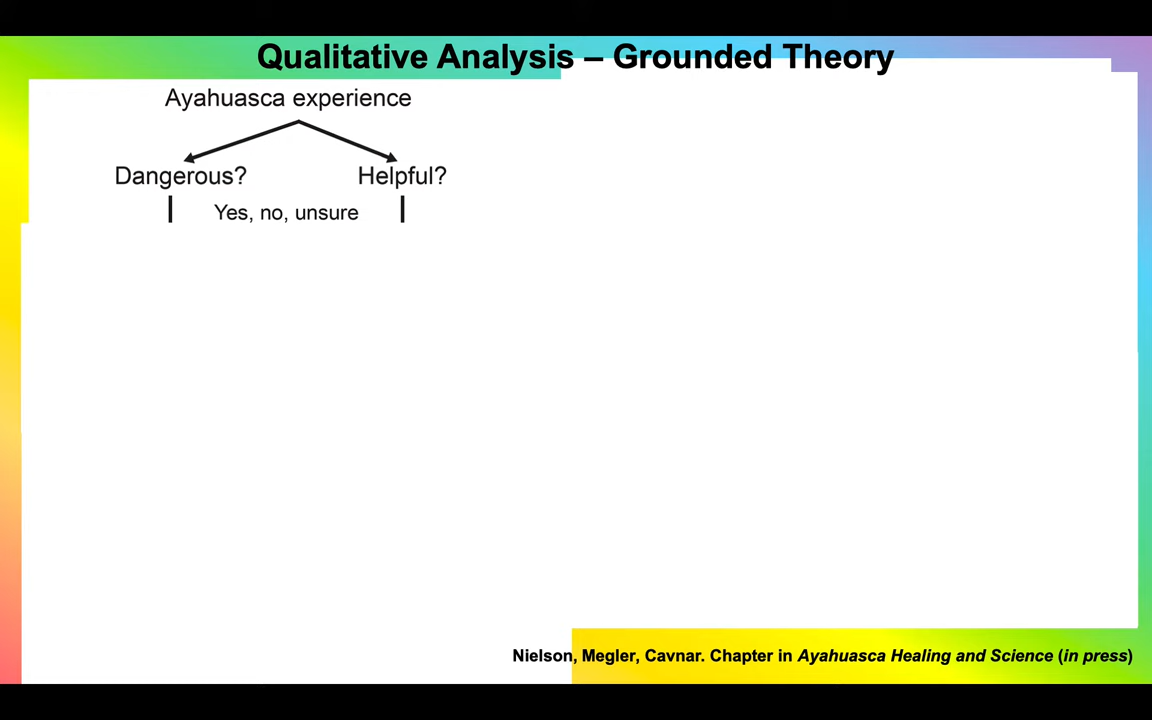 Qualitative Analysis – Grounded Theory
Ayahuasca experience
Dangerous? Helpful?
Yes, no, unsure
Nielson, Megler, Cavnar. Chapter in Ayahuasca Healing and Science (in press)